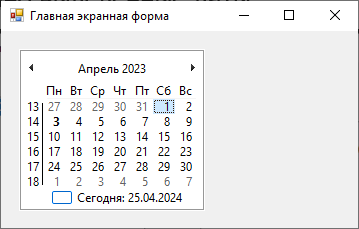 Главная экранная форма
Апрель 2023
Пн Вт Ср Чт Пт Сб Вс
13 27 28 29 30 31 1 2
14 3 4 5 6 7 8 9
15 10 11 12 13 14 15 16
16 17 18 19 20 21 22 23
17 24 25 26 27 28 29 30
18 1 2 3 4 5 6 7
Сегодня: 25.04.2024